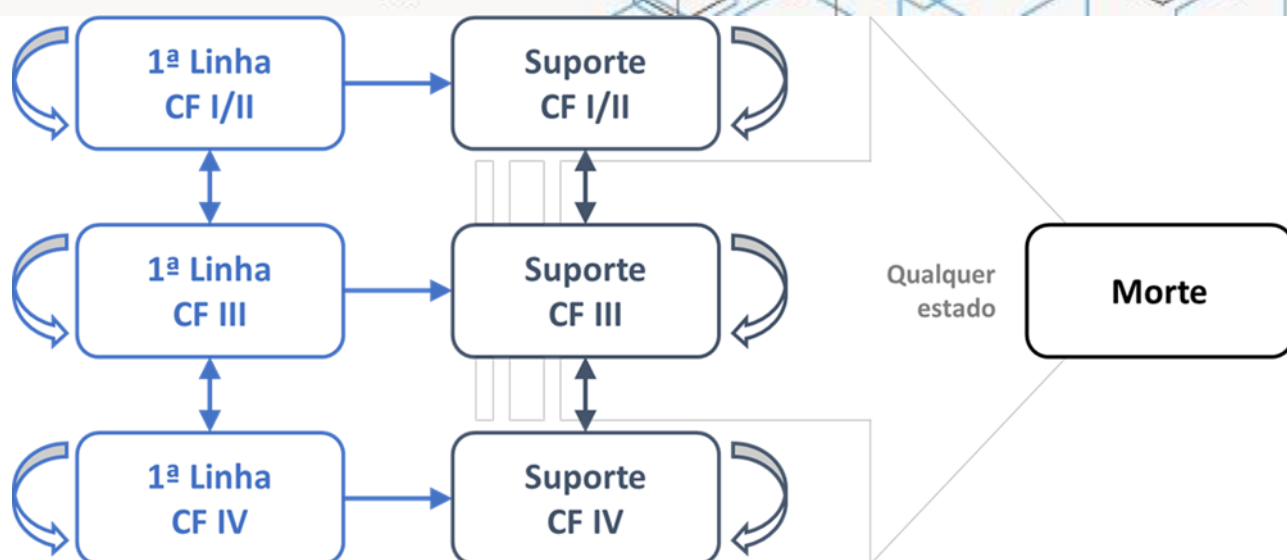 1ª Linha
CF I/II
Suporte
CF I/II
1ª Linha
CF III
Suporte
CF III
Qualquer
estado
Morte
1ª Linha
CF IV
Suporte
CF IV